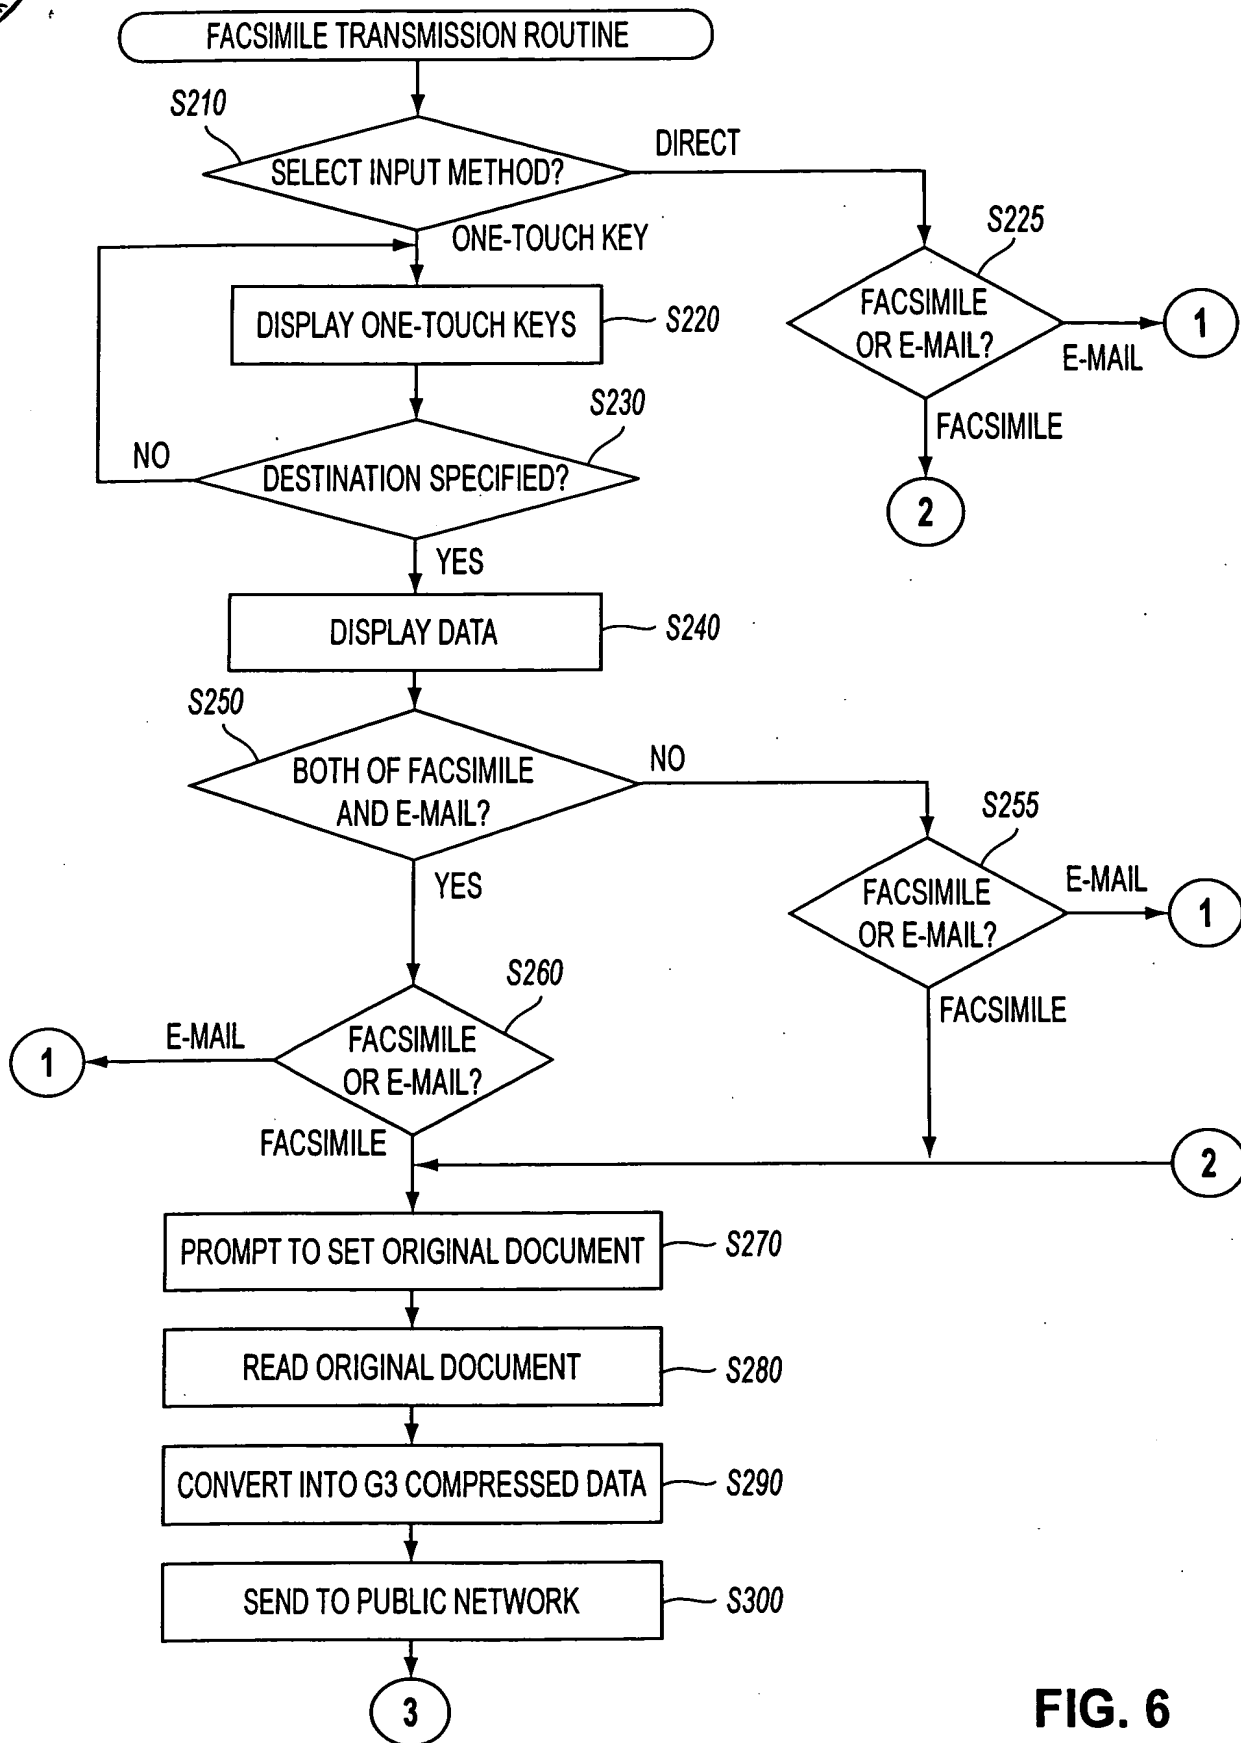 FACSIMILE TRANSMISSION ROUTINE
S210
SELECT INPUT METHOD?
DIRECT
ONE-TOUCH KEY
S225
FACSIMILE
OR E-MAIL?
E-MAIL
1
FACSIMILE
2
DISPLAY ONE-TOUCH KEYS
S220
S230
DESTINATION SPECIFIED?
NO
YES
DISPLAY DATA
S240
S250
BOTH OF FACSIMILE
AND E-MAIL?
NO
YES
S255
FACSIMILE
OR E-MAIL?
E-MAIL
1
FACSIMILE
S260
FACSIMILE
OR E-MAIL?
E-MAIL
1
FACSIMILE
2
PROMPT TO SET ORIGINAL DOCUMENT
S270
READ ORIGINAL DOCUMENT
S280
CONVERT INTO G3 COMPRESSED DATA
S290
SEND TO PUBLIC NETWORK
S300
3
FIG. 6